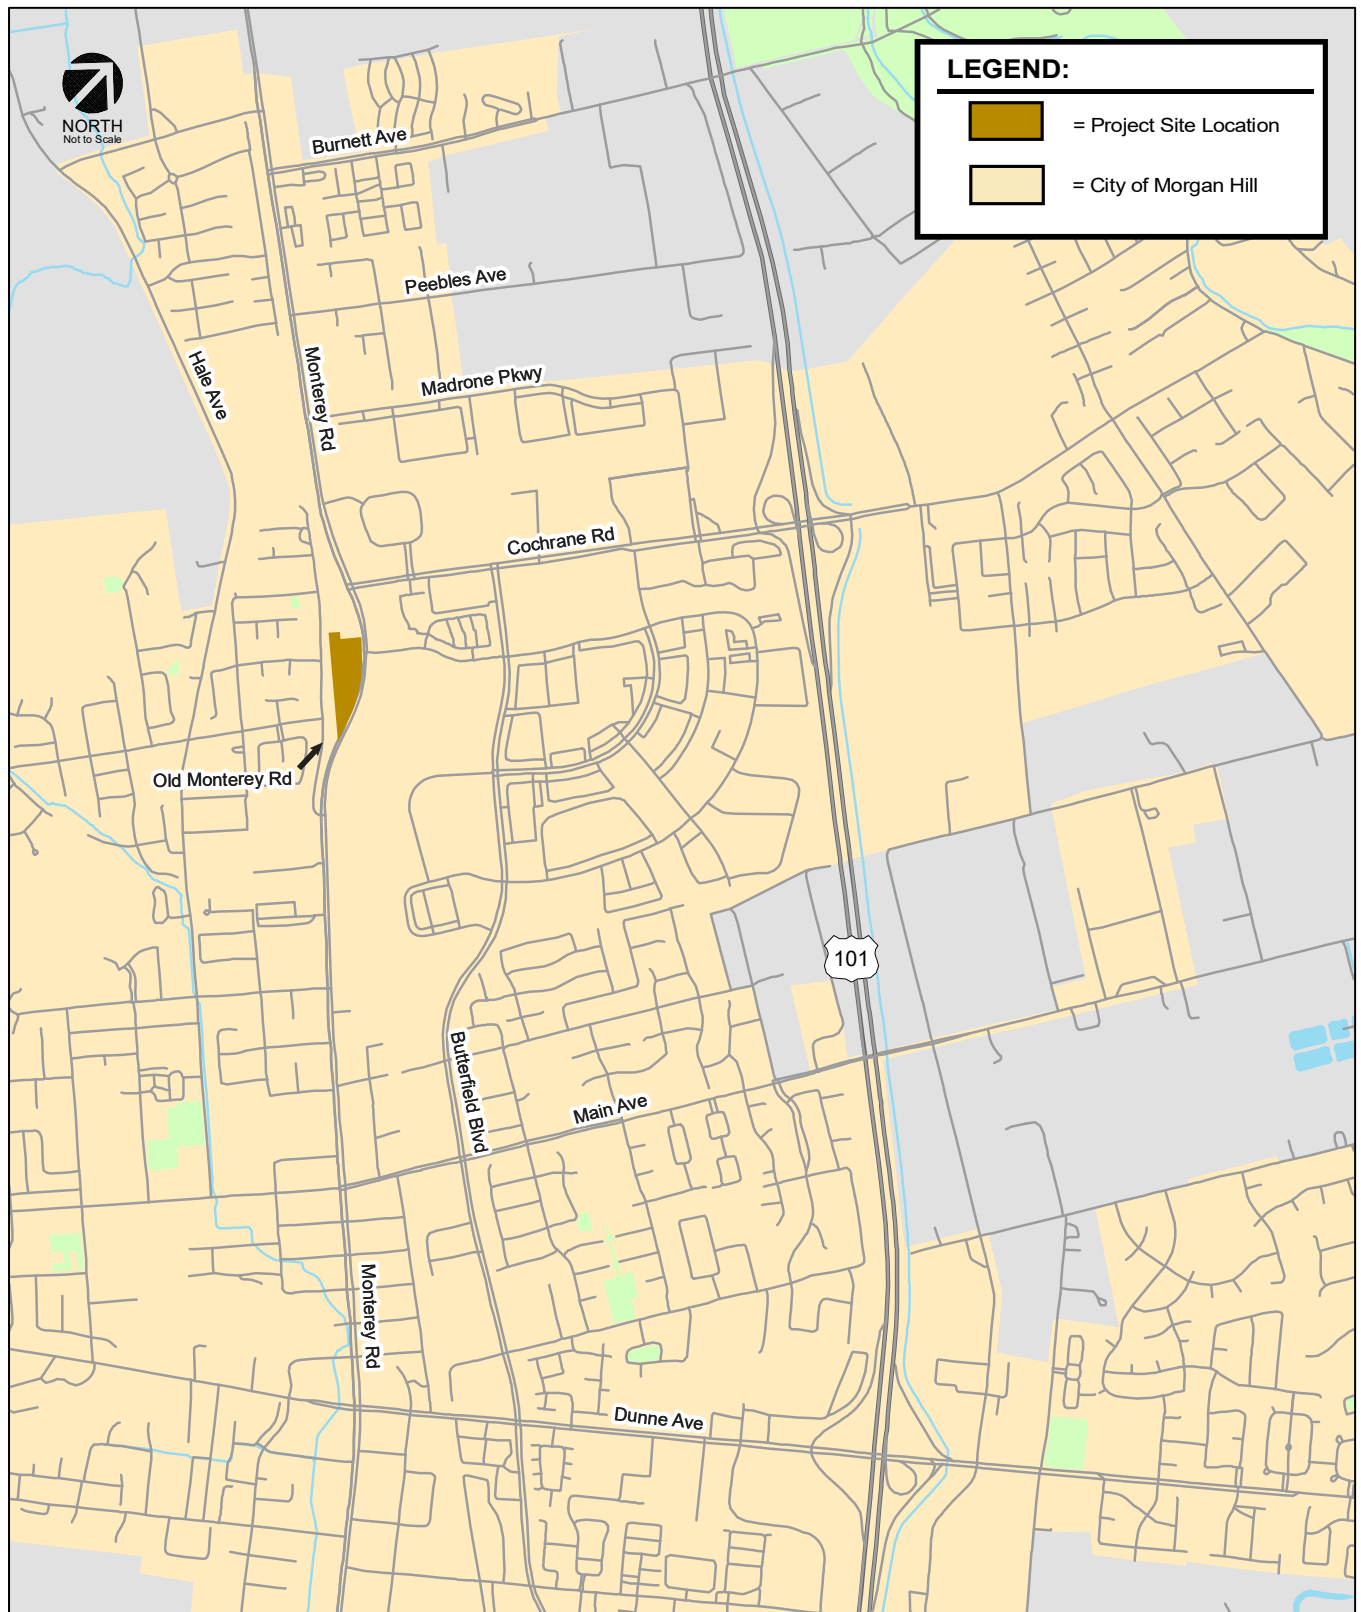 NORTH
Not to Scale
LEGEND:
= Project Site Location
= City of Morgan Hill
Burnett Ave
Peebles Ave
Hale Ave
Monterey Rd
Madrone Pkwy
Cochrane Rd
Old Monterey Rd
101
Butterfield Blvd
Main Ave
Monterey Rd
Dunne Ave